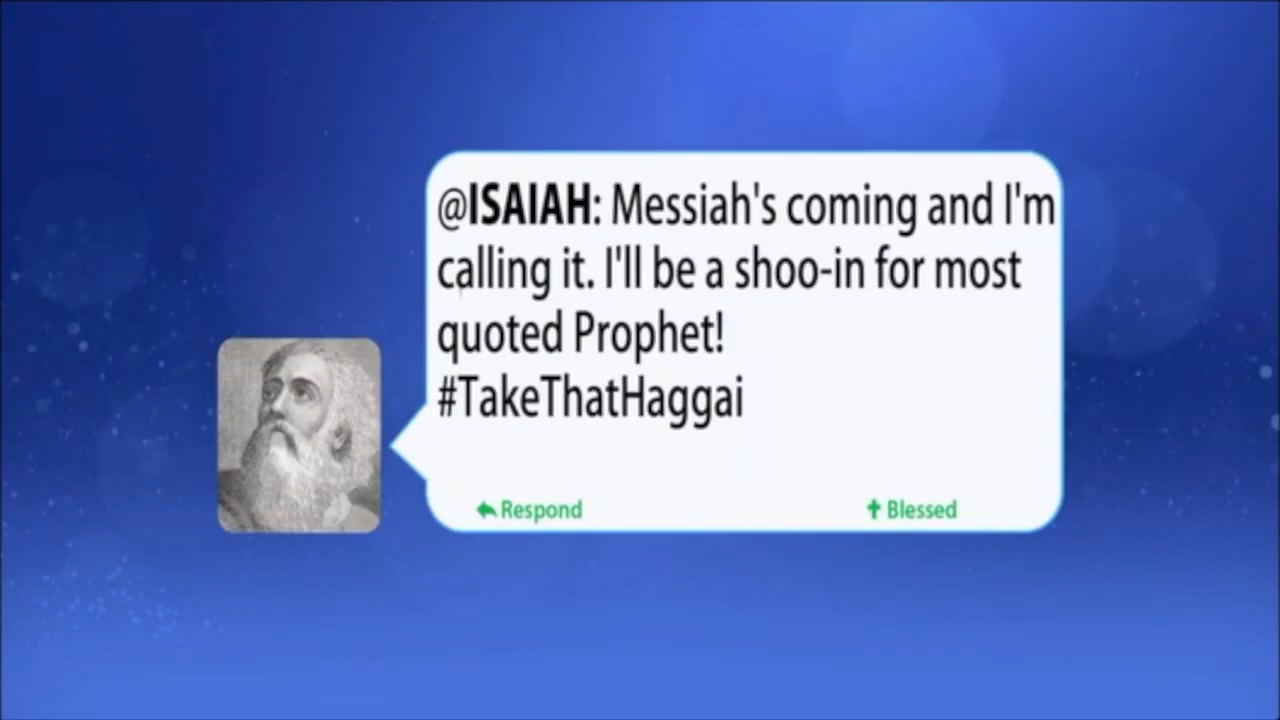 @ISAIAH: Messiah's coming and I'm
calling it. I'll be a shoo-in for most
quoted Prophet!
#TakeThatHaggai
Respond
Blessed